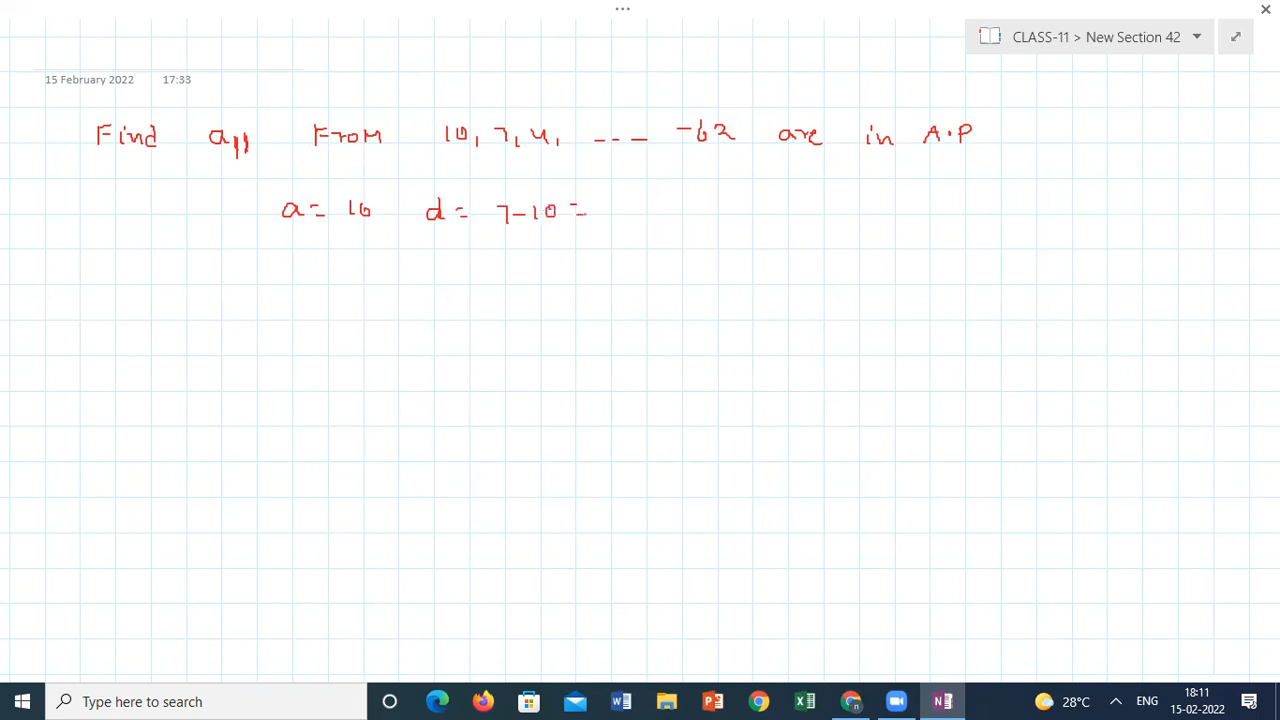 CLASS-11 > New Section 42
15 February 2022 17:33
Find a11 From 10, 7, 4, --- -62 are in A.P
a = 10 d = 7-10 =
Type here to search
28°C
ENG
18:11
15-02-2022